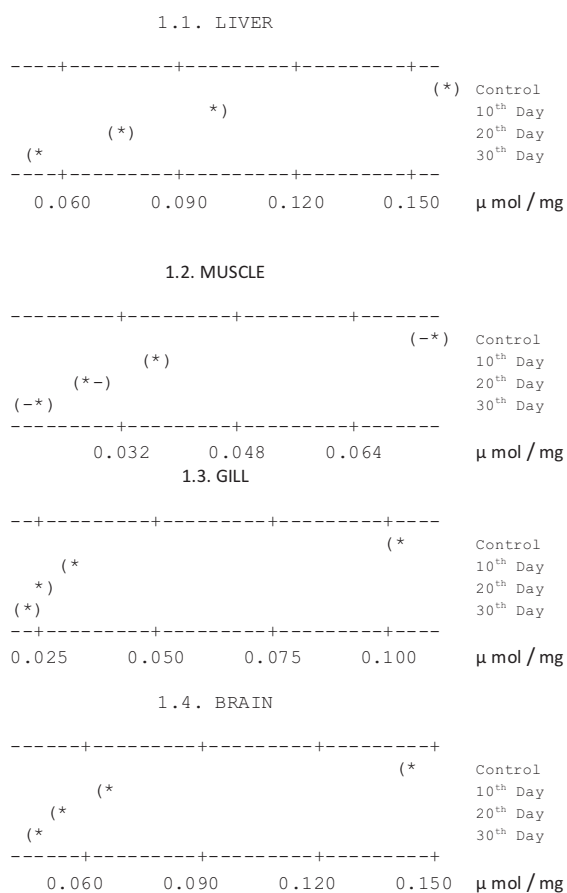 1.1. LIVER
----+---------+---------+---------+--
(*) Control
*) 10th Day
(*) 20th Day
(* 30th Day
----+---------+---------+---------+--
0.060 0.090 0.120 0.150 μ mol / mg
1.2. MUSCLE
---------+---------+---------+-------
(-*) Control
(*) 10th Day
(*-) 20th Day
(-*) 30th Day
---------+---------+---------+-------
0.032 0.048 0.064 μ mol / mg
1.3. GILL
--+---------+---------+---------+----
(* Control
(* 10th Day
*) 20th Day
(*) 30th Day
--+---------+---------+---------+----
0.025 0.050 0.075 0.100 μ mol / mg
1.4. BRAIN
------+---------+---------+---------+
(* Control
(* 10th Day
(* 20th Day
(* 30th Day
------+---------+---------+---------+
0.060 0.090 0.120 0.150 μ mol / mg